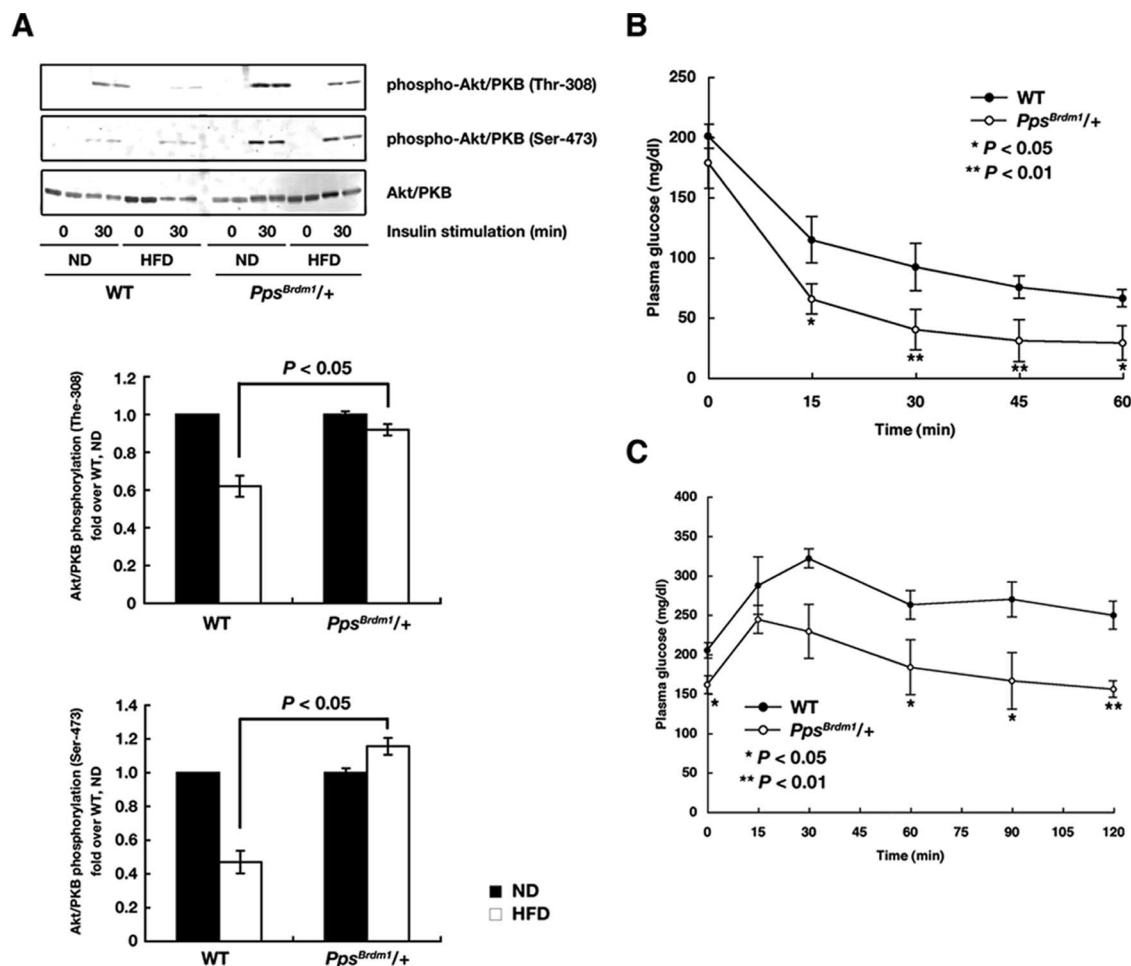 A
phospho-Akt/PKB (Thr-308)
phospho-Akt/PKB (Ser-473)
Akt/PKB
0 30 0 30 0 30 0 30 Insulin stimulation (min)
ND HFD ND HFD
WT Pps^Brdm1/+
P < 0.05
1.2
1.0
0.8
0.6
0.4
0.2
0
Akt/PKB phosphorylation (The-308)
fold over WT, ND
WT Pps^Brdm1/+
P < 0.05
1.4
1.2
1.0
0.8
0.6
0.4
0.2
0
Akt/PKB phosphorylation (Ser-473)
fold over WT, ND
WT Pps^Brdm1/+
ND
HFD
B
250
200
150
100
50
0
Plasma glucose (mg/dl)
WT
Pps^Brdm1/+
* P < 0.05
** P < 0.01
* ** ** *
0 15 30 45 60
Time (min)
C
400
350
300
250
200
150
100
50
0
Plasma glucose (mg/dl)
* * * **
WT
Pps^Brdm1/+
* P < 0.05
** P < 0.01
0 15 30 45 60 75 90 105 120
Time (min)